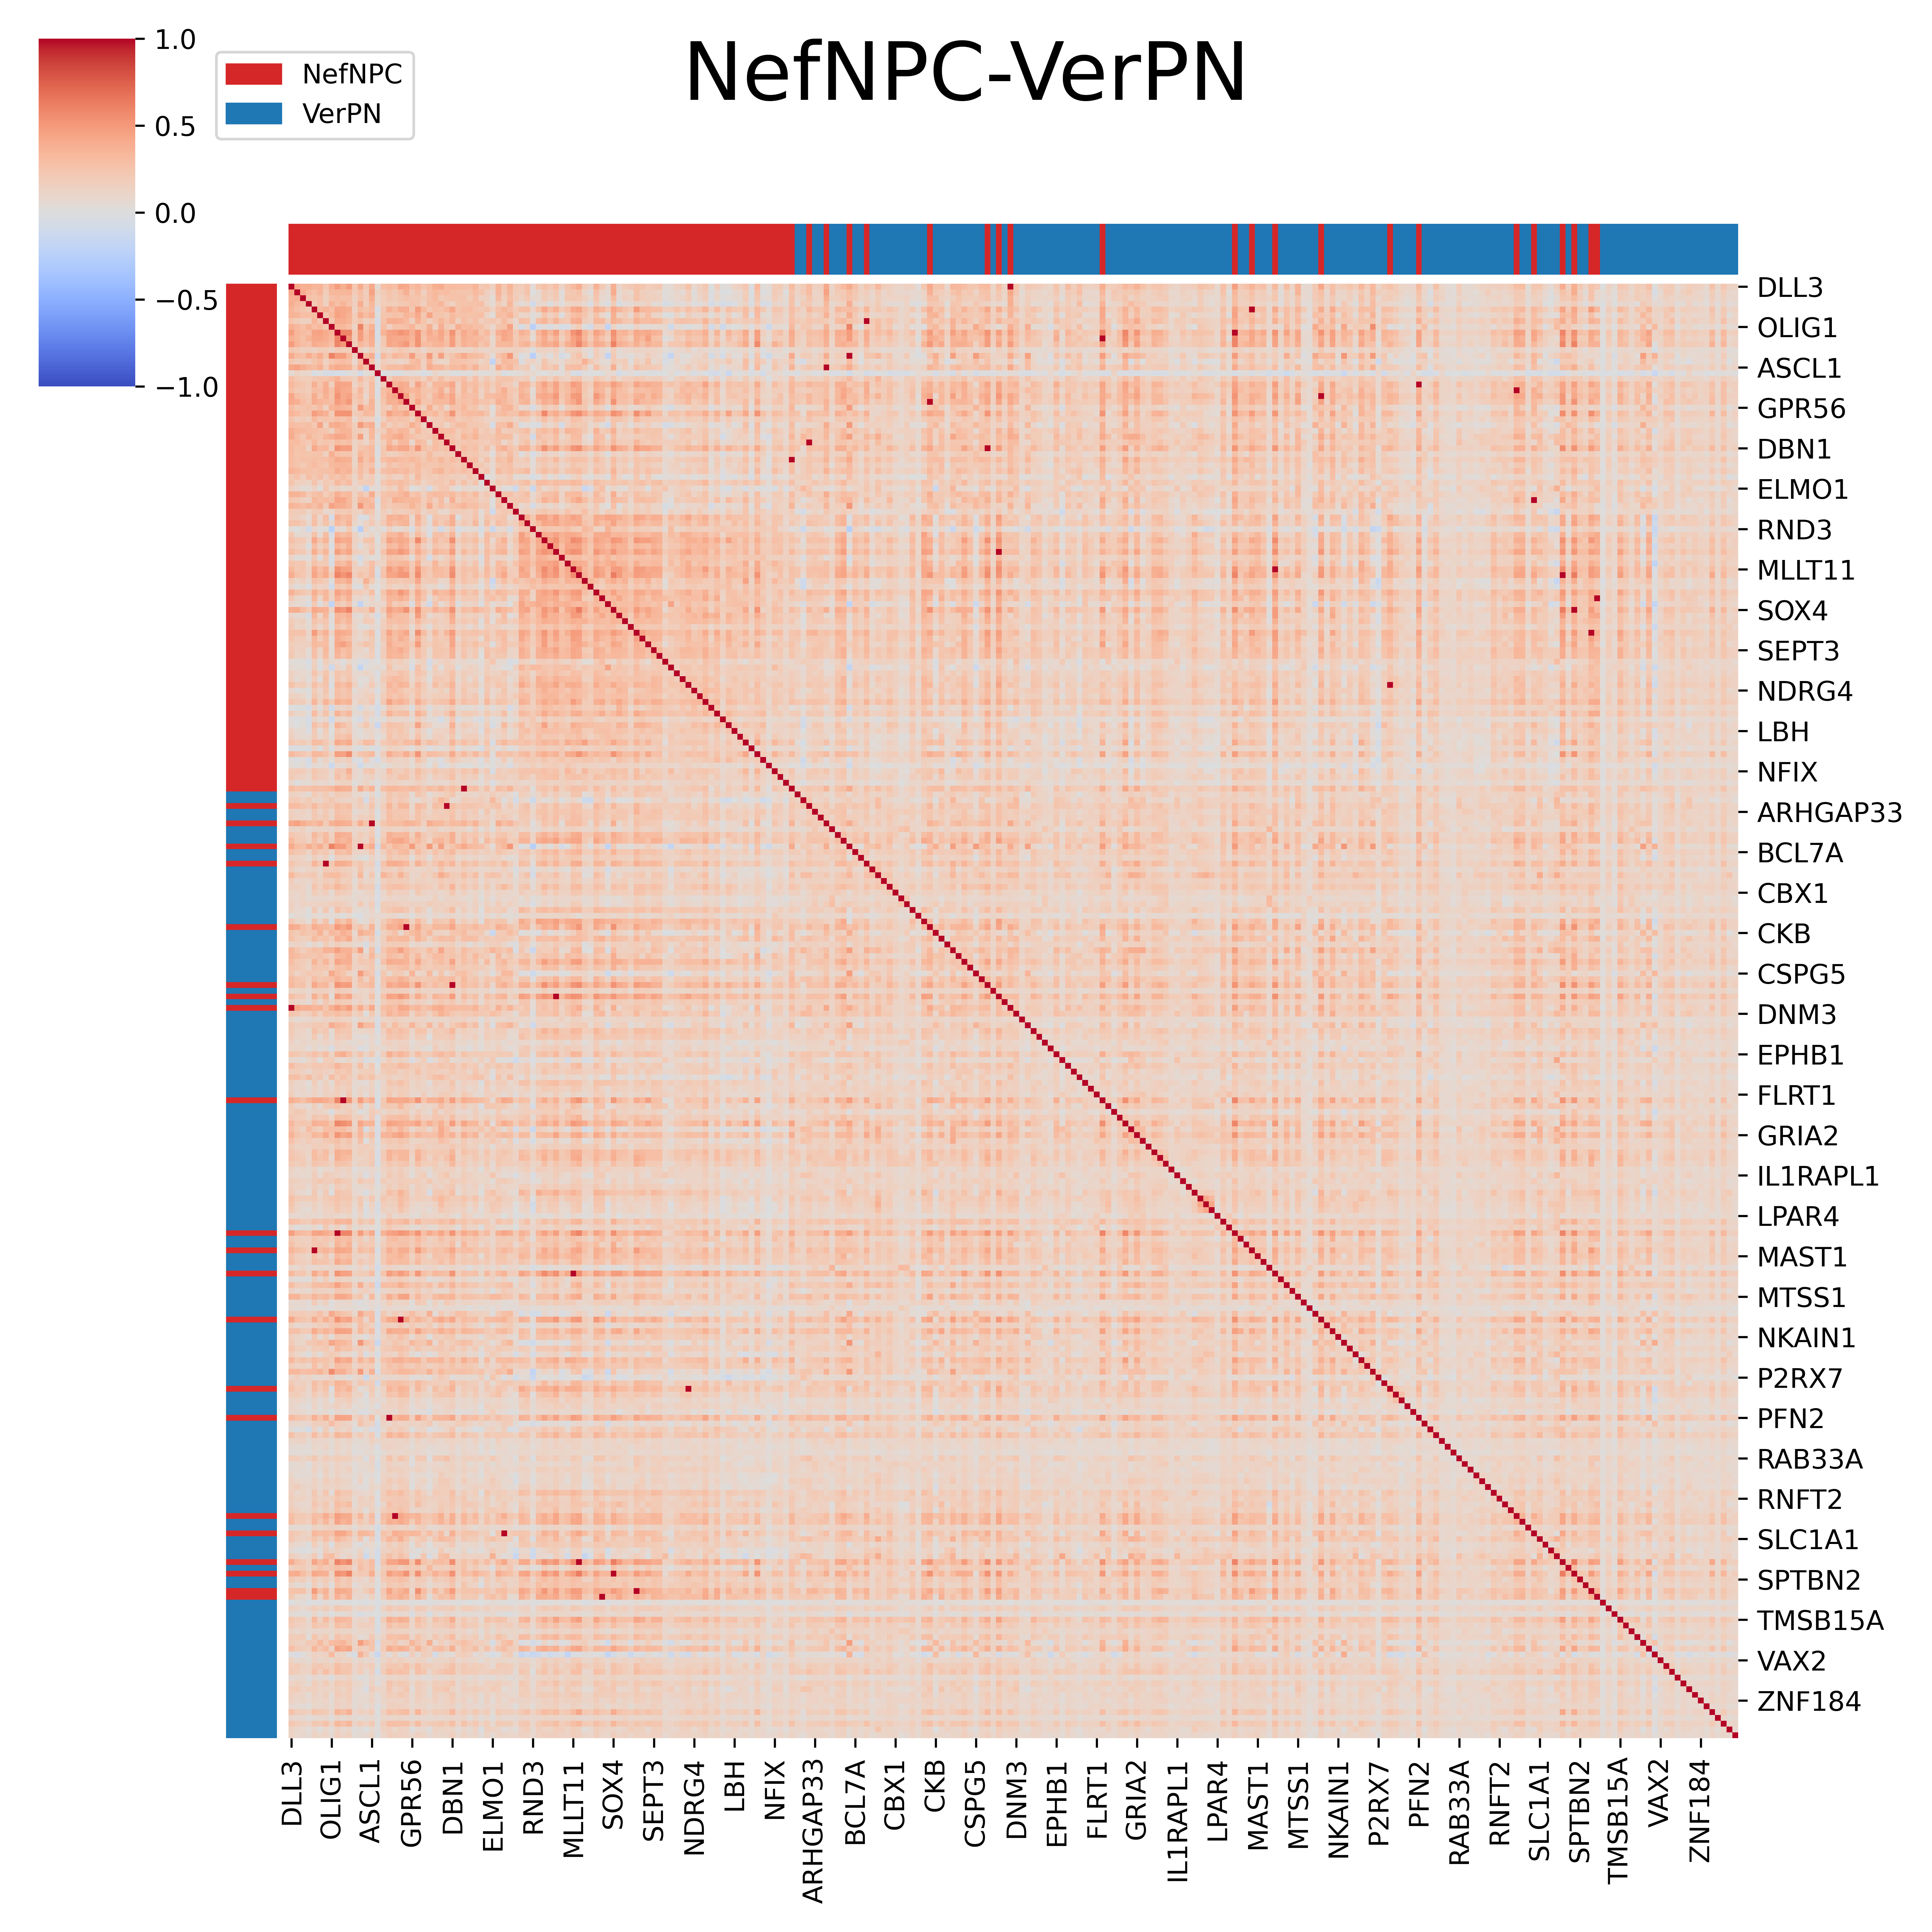 NefNPC-VerPN
1.0
0.5
0.0
−0.5
−1.0
NefNPC
VerPN
DLL3
OLIG1
ASCL1
GPR56
DBN1
ELMO1
RND3
MLLT11
SOX4
SEPT3
NDRG4
LBH
NFIX
ARHGAP33
BCL7A
CBX1
CKB
CSPG5
DNM3
EPHB1
FLRT1
GRIA2
IL1RAPL1
LPAR4
MAST1
MTSS1
NKAIN1
P2RX7
PFN2
RAB33A
RNFT2
SLC1A1
SPTBN2
TMSB15A
VAX2
ZNF184
DLL3
OLIG1
ASCL1
GPR56
DBN1
ELMO1
RND3
MLLT11
SOX4
SEPT3
NDRG4
LBH
NFIX
ARHGAP33
BCL7A
CBX1
CKB
CSPG5
DNM3
EPHB1
FLRT1
GRIA2
IL1RAPL1
LPAR4
MAST1
MTSS1
NKAIN1
P2RX7
PFN2
RAB33A
RNFT2
SLC1A1
SPTBN2
TMSB15A
VAX2
ZNF184